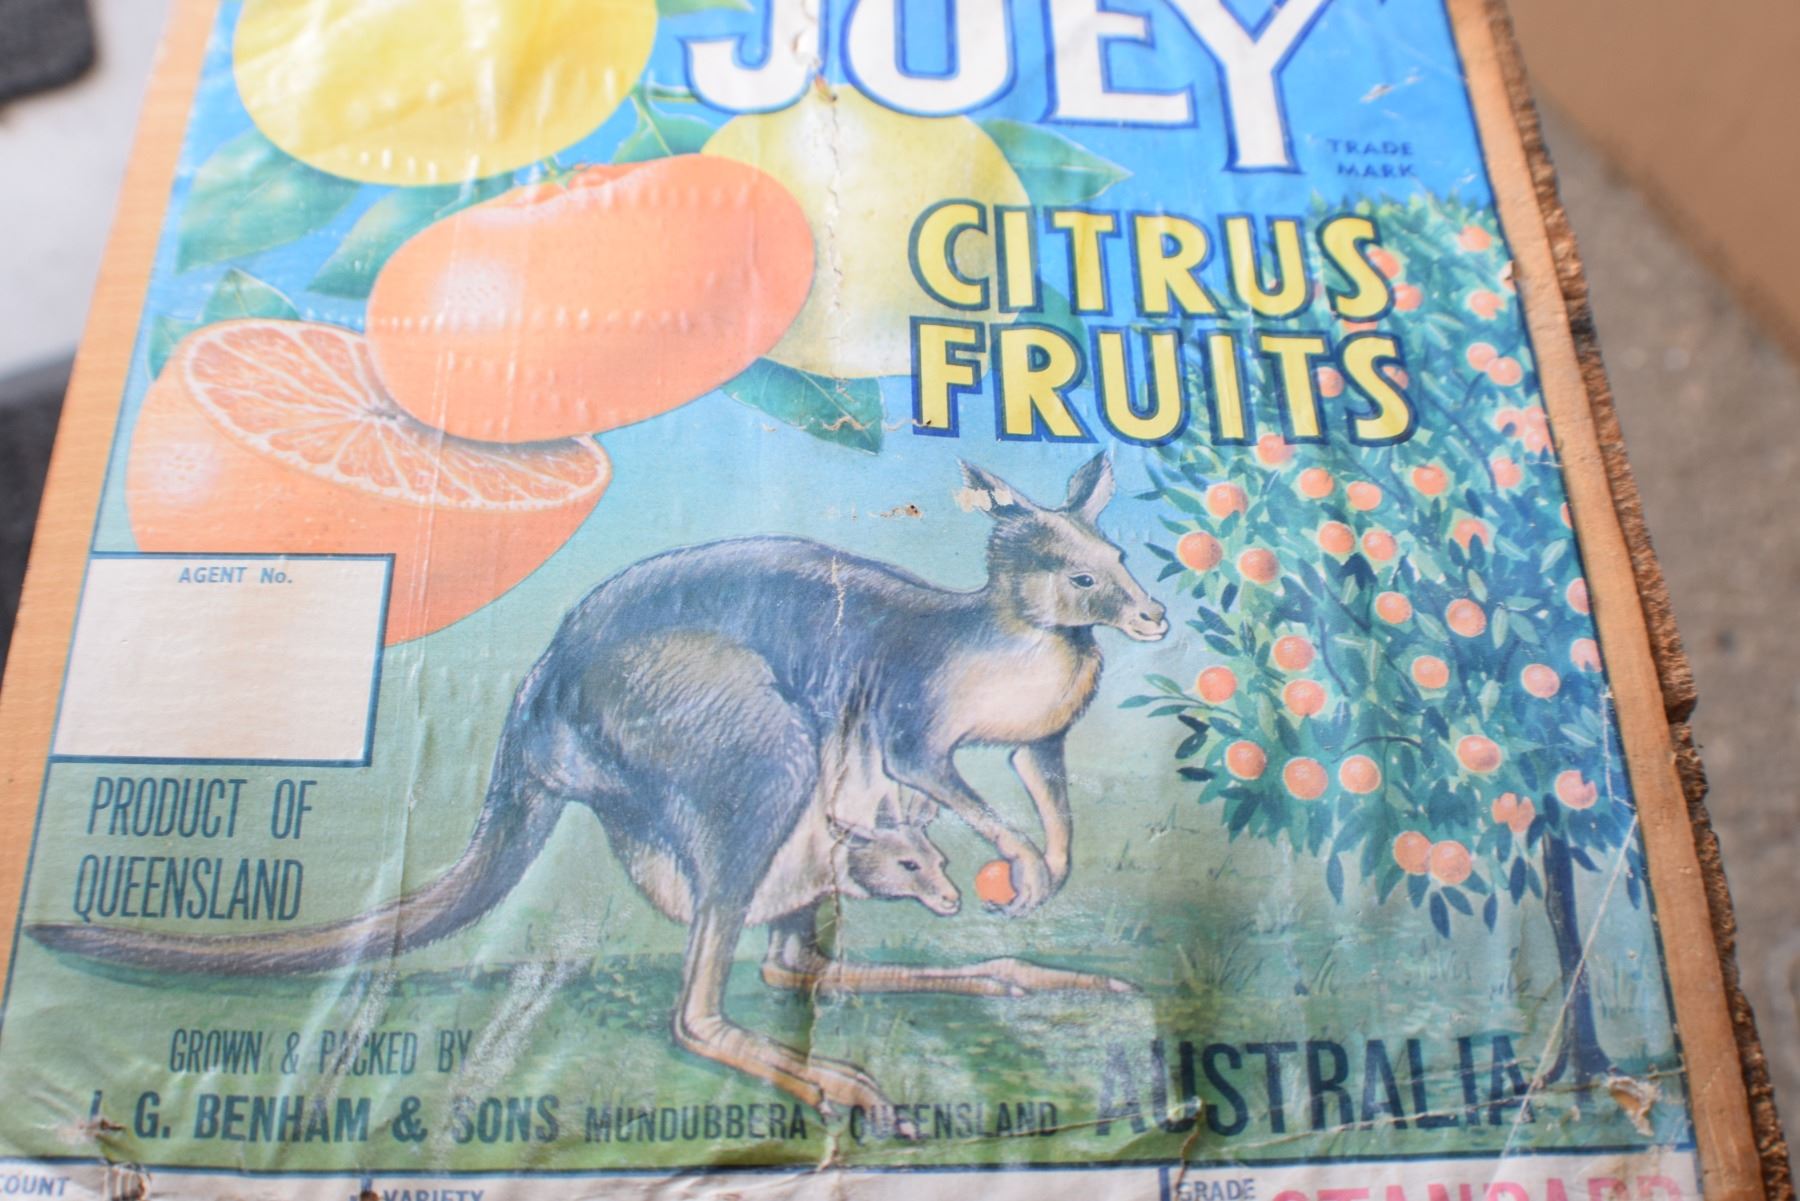 JOEY
TRADE
MARK
CITRUS
FRUITS
AGENT No.
PRODUCT OF
QUEENSLAND
GROWN & PACKED BY
G. BENHAM & SONS MUNDUBBERA QUEENSLAND AUSTRALIA
COUNT VARIETY GRADE STANDARD